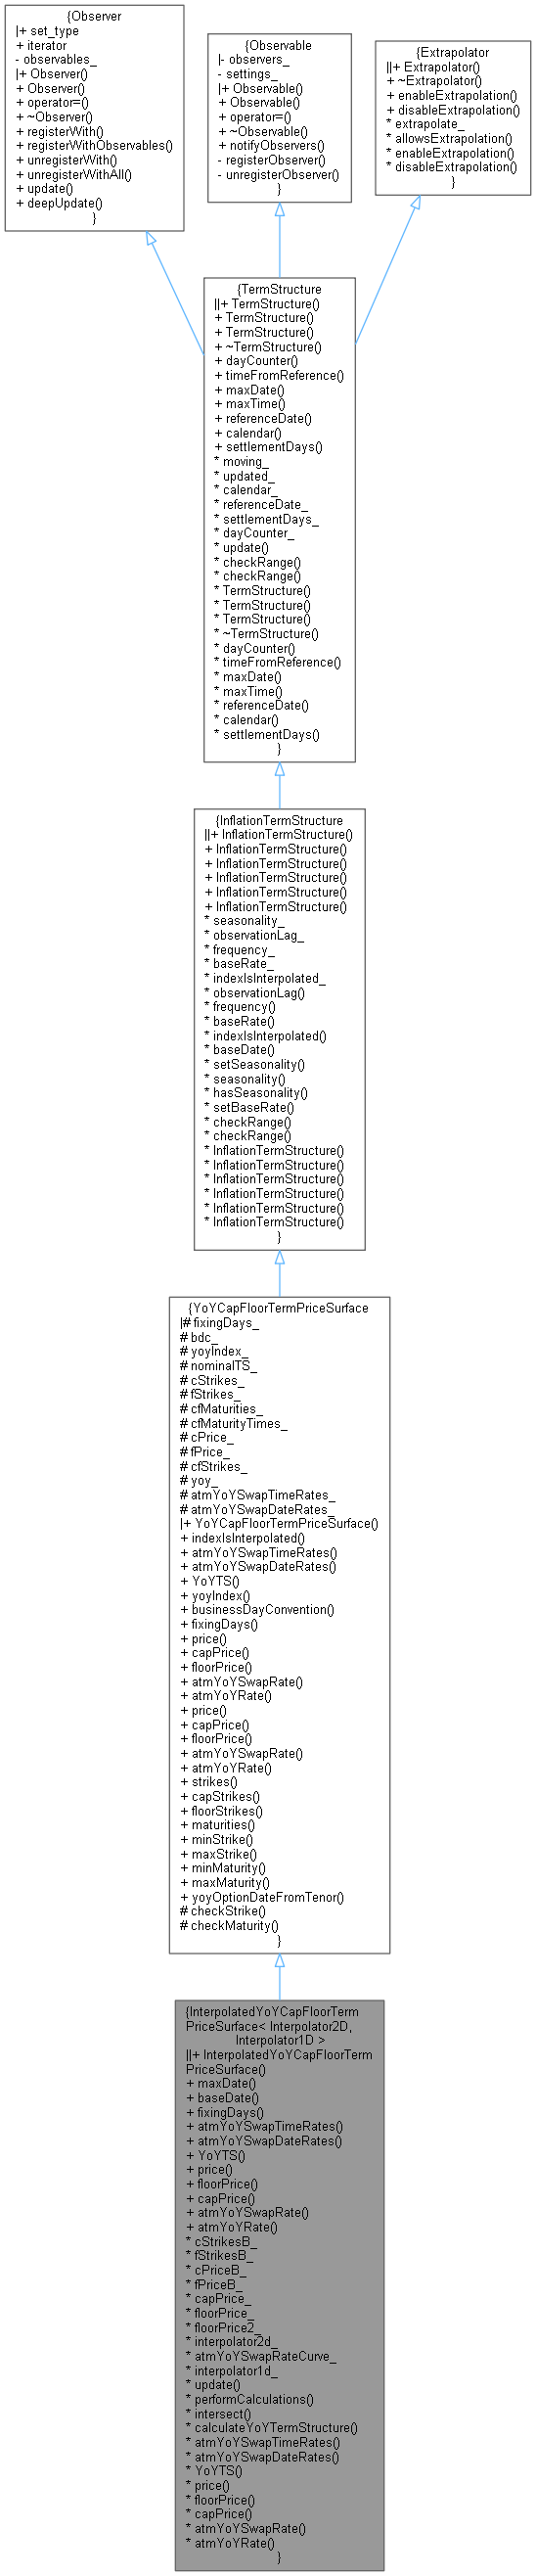 {Observer
|+ set_type
+ iterator
- observables_
|+ Observer()
+ Observer()
+ operator=()
+ ~Observer()
+ registerWith()
+ registerWithObservables()
+ unregisterWith()
+ unregisterWithAll()
+ update()
+ deepUpdate()
}
{Observable
|- observers_
- settings_
|+ Observable()
+ Observable()
+ operator=()
+ ~Observable()
+ notifyObservers()
- registerObserver()
- unregisterObserver()
}
{Extrapolator
||+ Extrapolator()
+ ~Extrapolator()
+ enableExtrapolation()
+ disableExtrapolation()
* extrapolate_
* allowsExtrapolation()
* enableExtrapolation()
* disableExtrapolation()
}
{TermStructure
||+ TermStructure()
+ TermStructure()
+ TermStructure()
+ ~TermStructure()
+ dayCounter()
+ timeFromReference()
+ maxDate()
+ maxTime()
+ referenceDate()
+ calendar()
+ settlementDays()
* moving_
* updated_
* calendar_
* referenceDate_
* settlementDays_
* dayCounter_
* update()
* checkRange()
* checkRange()
* TermStructure()
* TermStructure()
* TermStructure()
* ~TermStructure()
* dayCounter()
* timeFromReference()
* maxDate()
* maxTime()
* referenceDate()
* calendar()
* settlementDays()
}
{InflationTermStructure
||+ InflationTermStructure()
+ InflationTermStructure()
+ InflationTermStructure()
+ InflationTermStructure()
+ InflationTermStructure()
+ InflationTermStructure()
* seasonality_
* observationLag_
* frequency_
* baseRate_
* indexIsInterpolated_
* observationLag()
* frequency()
* baseRate()
* indexIsInterpolated()
* baseDate()
* setSeasonality()
* seasonality()
* hasSeasonality()
* setBaseRate()
* checkRange()
* checkRange()
* InflationTermStructure()
* InflationTermStructure()
* InflationTermStructure()
* InflationTermStructure()
* InflationTermStructure()
* InflationTermStructure()
}
{YoYCapFloorTermPriceSurface
|# fixingDays_
# bdc_
# yoyIndex_
# nominalTS_
# cStrikes_
# fStrikes_
# cfMaturities_
# cfMaturityTimes_
# cPrice_
# fPrice_
# cfStrikes_
# yoy_
# atmYoYSwapTimeRates_
# atmYoYSwapDateRates_
|+ YoYCapFloorTermPriceSurface()
+ indexIsInterpolated()
+ atmYoYSwapTimeRates()
+ atmYoYSwapDateRates()
+ YoYTS()
+ yoyIndex()
+ businessDayConvention()
+ fixingDays()
+ price()
+ capPrice()
+ floorPrice()
+ atmYoYSwapRate()
+ atmYoYRate()
+ price()
+ capPrice()
+ floorPrice()
+ atmYoYSwapRate()
+ atmYoYRate()
+ strikes()
+ capStrikes()
+ floorStrikes()
+ maturities()
+ minStrike()
+ maxStrike()
+ minMaturity()
+ maxMaturity()
+ yoyOptionDateFromTenor()
# checkStrike()
# checkMaturity()
}
{InterpolatedYoYCapFloorTerm
PriceSurface< Interpolator2D,
Interpolator1D >
||+ InterpolatedYoYCapFloorTerm
PriceSurface()
+ maxDate()
+ baseDate()
+ fixingDays()
+ atmYoYSwapTimeRates()
+ atmYoYSwapDateRates()
+ YoYTS()
+ price()
+ floorPrice()
+ capPrice()
+ atmYoYSwapRate()
+ atmYoYRate()
* cStrikesB_
* fStrikesB_
* cPriceB_
* fPriceB_
* capPrice_
* floorPrice_
* floorPrice2_
* interpolator2d_
* atmYoYSwapRateCurve_
* interpolator1d_
* update()
* performCalculations()
* intersect()
* calculateYoYTermStructure()
* atmYoYSwapTimeRates()
* atmYoYSwapDateRates()
* YoYTS()
* price()
* floorPrice()
* capPrice()
* atmYoYSwapRate()
* atmYoYRate()
}